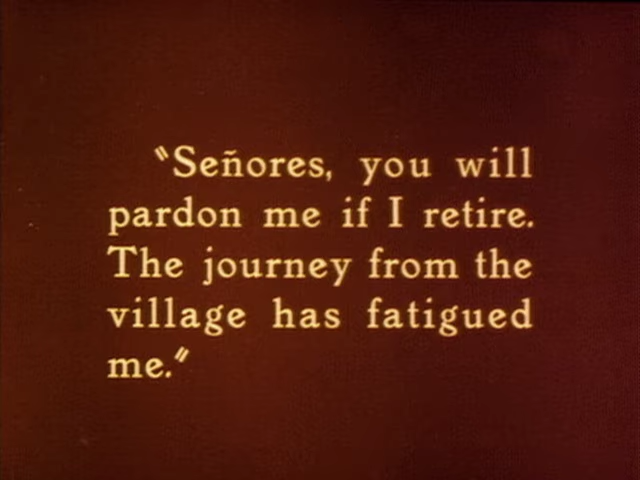 "Señores, you will
pardon me if I retire.
The journey from the
village has fatigued
me."